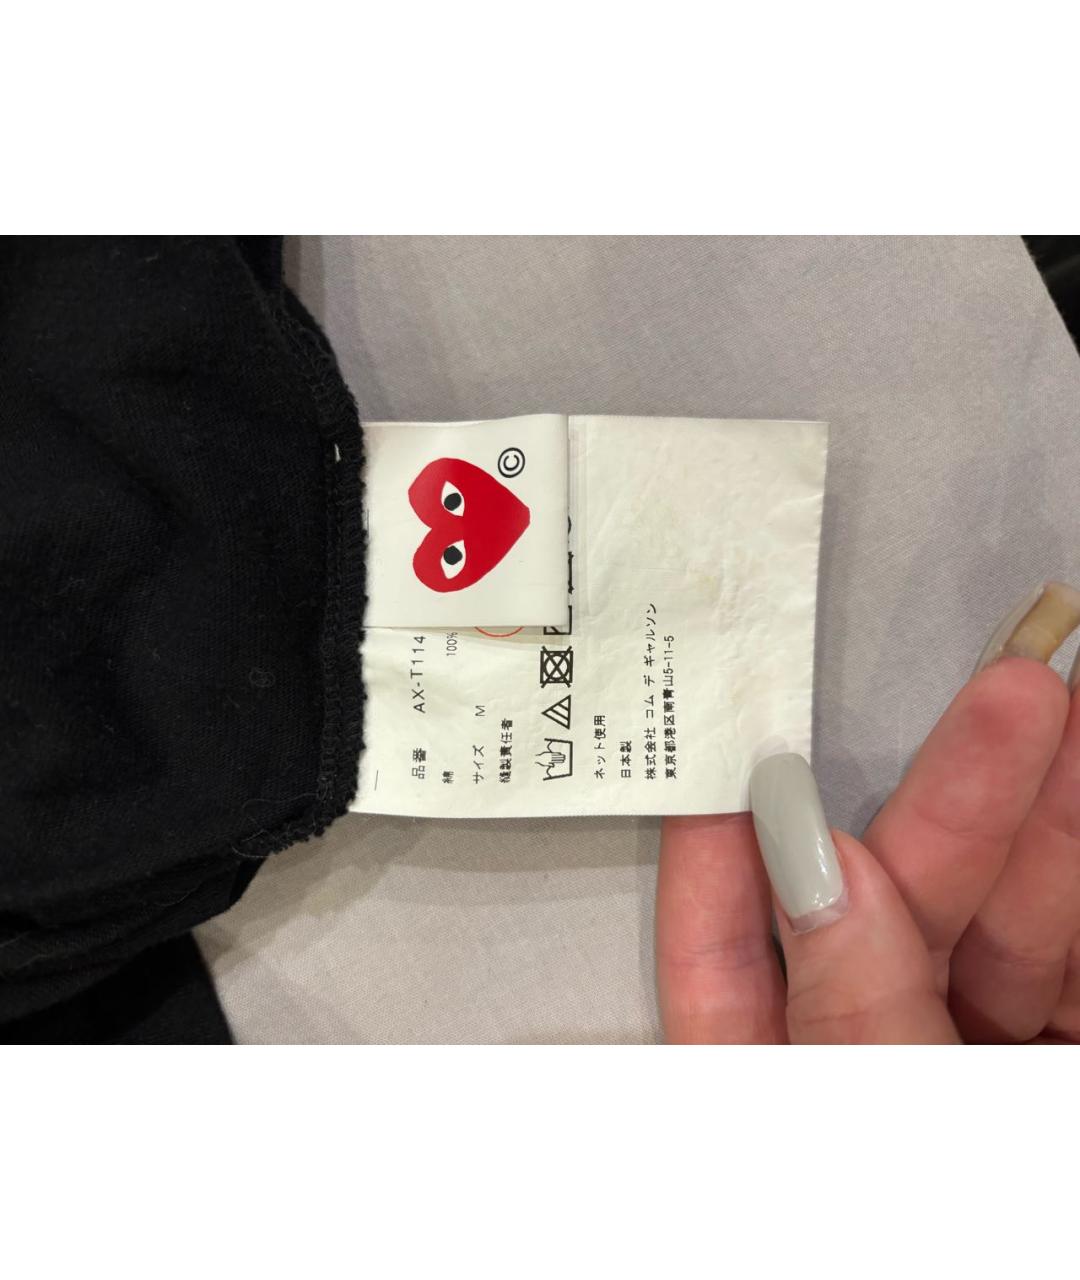 ©
品番 AX-T114
綿 100%
サイズ M
縫製責任者
ネット使用
日本製
株式会社 コム デ ギャルソン
東京都港区南青山5-11-5